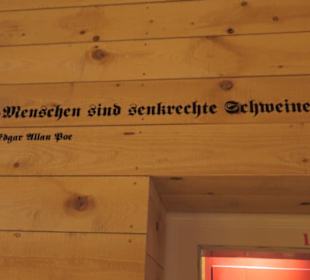 Menschen sind senkrechte Schweine
Edgar Allan Poe